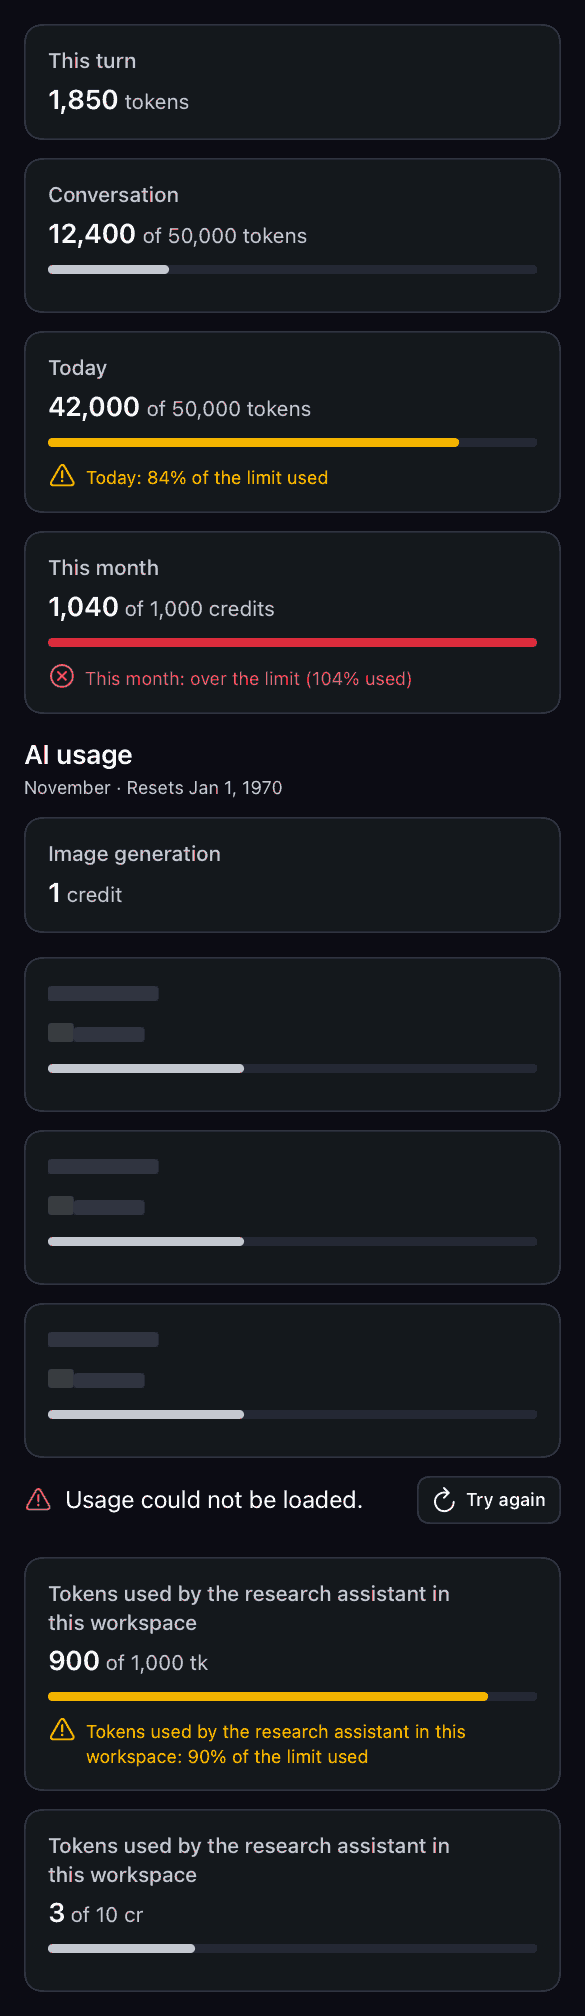 This turn
1,850 tokens
Conversation
12,400 of 50,000 tokens
Today
42,000 of 50,000 tokens
Today: 84% of the limit used
This month
1,040 of 1,000 credits
This month: over the limit (104% used)
AI usage
November · Resets Jan 1, 1970
Image generation
1 credit
Usage could not be loaded.
Try again
Tokens used by the research assistant in
this workspace
900 of 1,000 tk
Tokens used by the research assistant in this
workspace: 90% of the limit used
Tokens used by the research assistant in
this workspace
3 of 10 cr